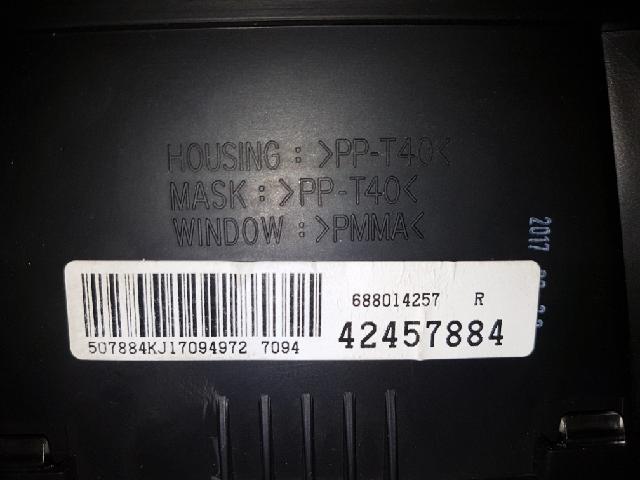 HOUSING : >PP-T40<
MASK : >PP-T40<
WINDOW : >PMMA<
2017
688014257 R
42457884
507884KJ17094972 7094